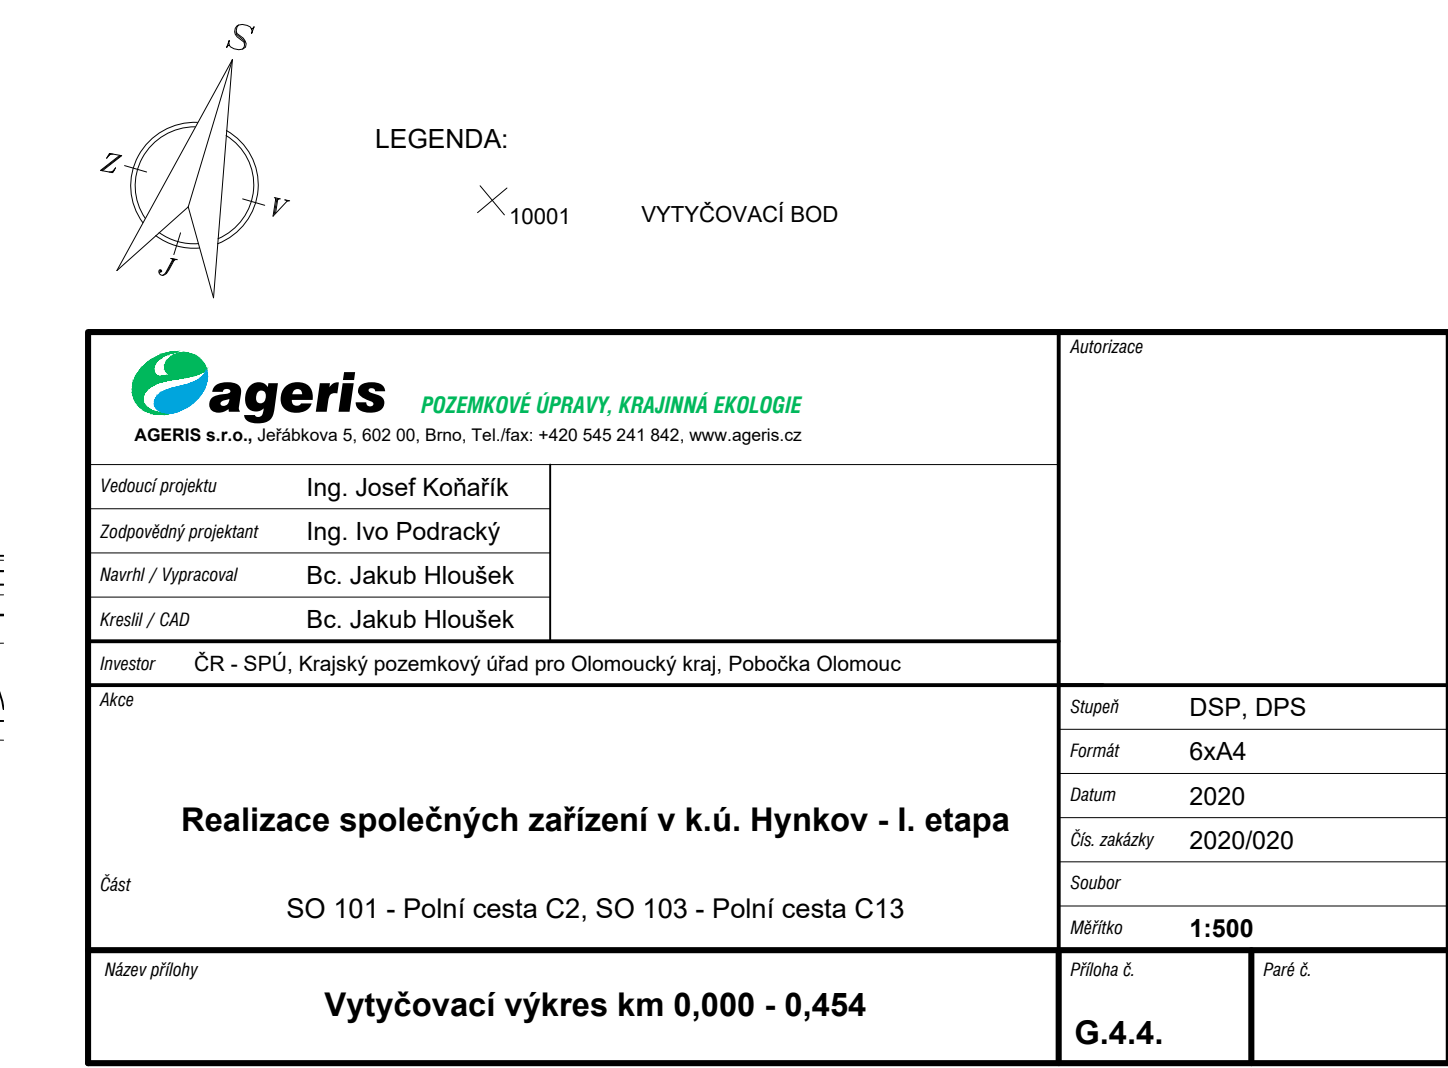 S
Z
V
J
LEGENDA:
10001 VYTYČOVACÍ BOD
ageris POZEMKOVÉ ÚPRAVY, KRAJINNÁ EKOLOGIE
AGERIS s.r.o., Jeřábkova 5, 602 00, Brno, Tel./fax: +420 545 241 842, www.ageris.cz
Autorizace
Vedoucí projektu Ing. Josef Koňařík
Zodpovědný projektant Ing. Ivo Podracký
Navrhl / Vypracoval Bc. Jakub Hloušek
Kreslil / CAD Bc. Jakub Hloušek
Investor ČR - SPÚ, Krajský pozemkový úřad pro Olomoucký kraj, Pobočka Olomouc
Akce
Realizace společných zařízení v k.ú. Hynkov - I. etapa
Část
SO 101 - Polní cesta C2, SO 103 - Polní cesta C13
Stupeň DSP, DPS
Formát 6xA4
Datum 2020
Čís. zakázky 2020/020
Soubor
Měřítko 1:500
Název přílohy
Vytyčovací výkres km 0,000 - 0,454
Příloha č.
G.4.4.
Paré č.